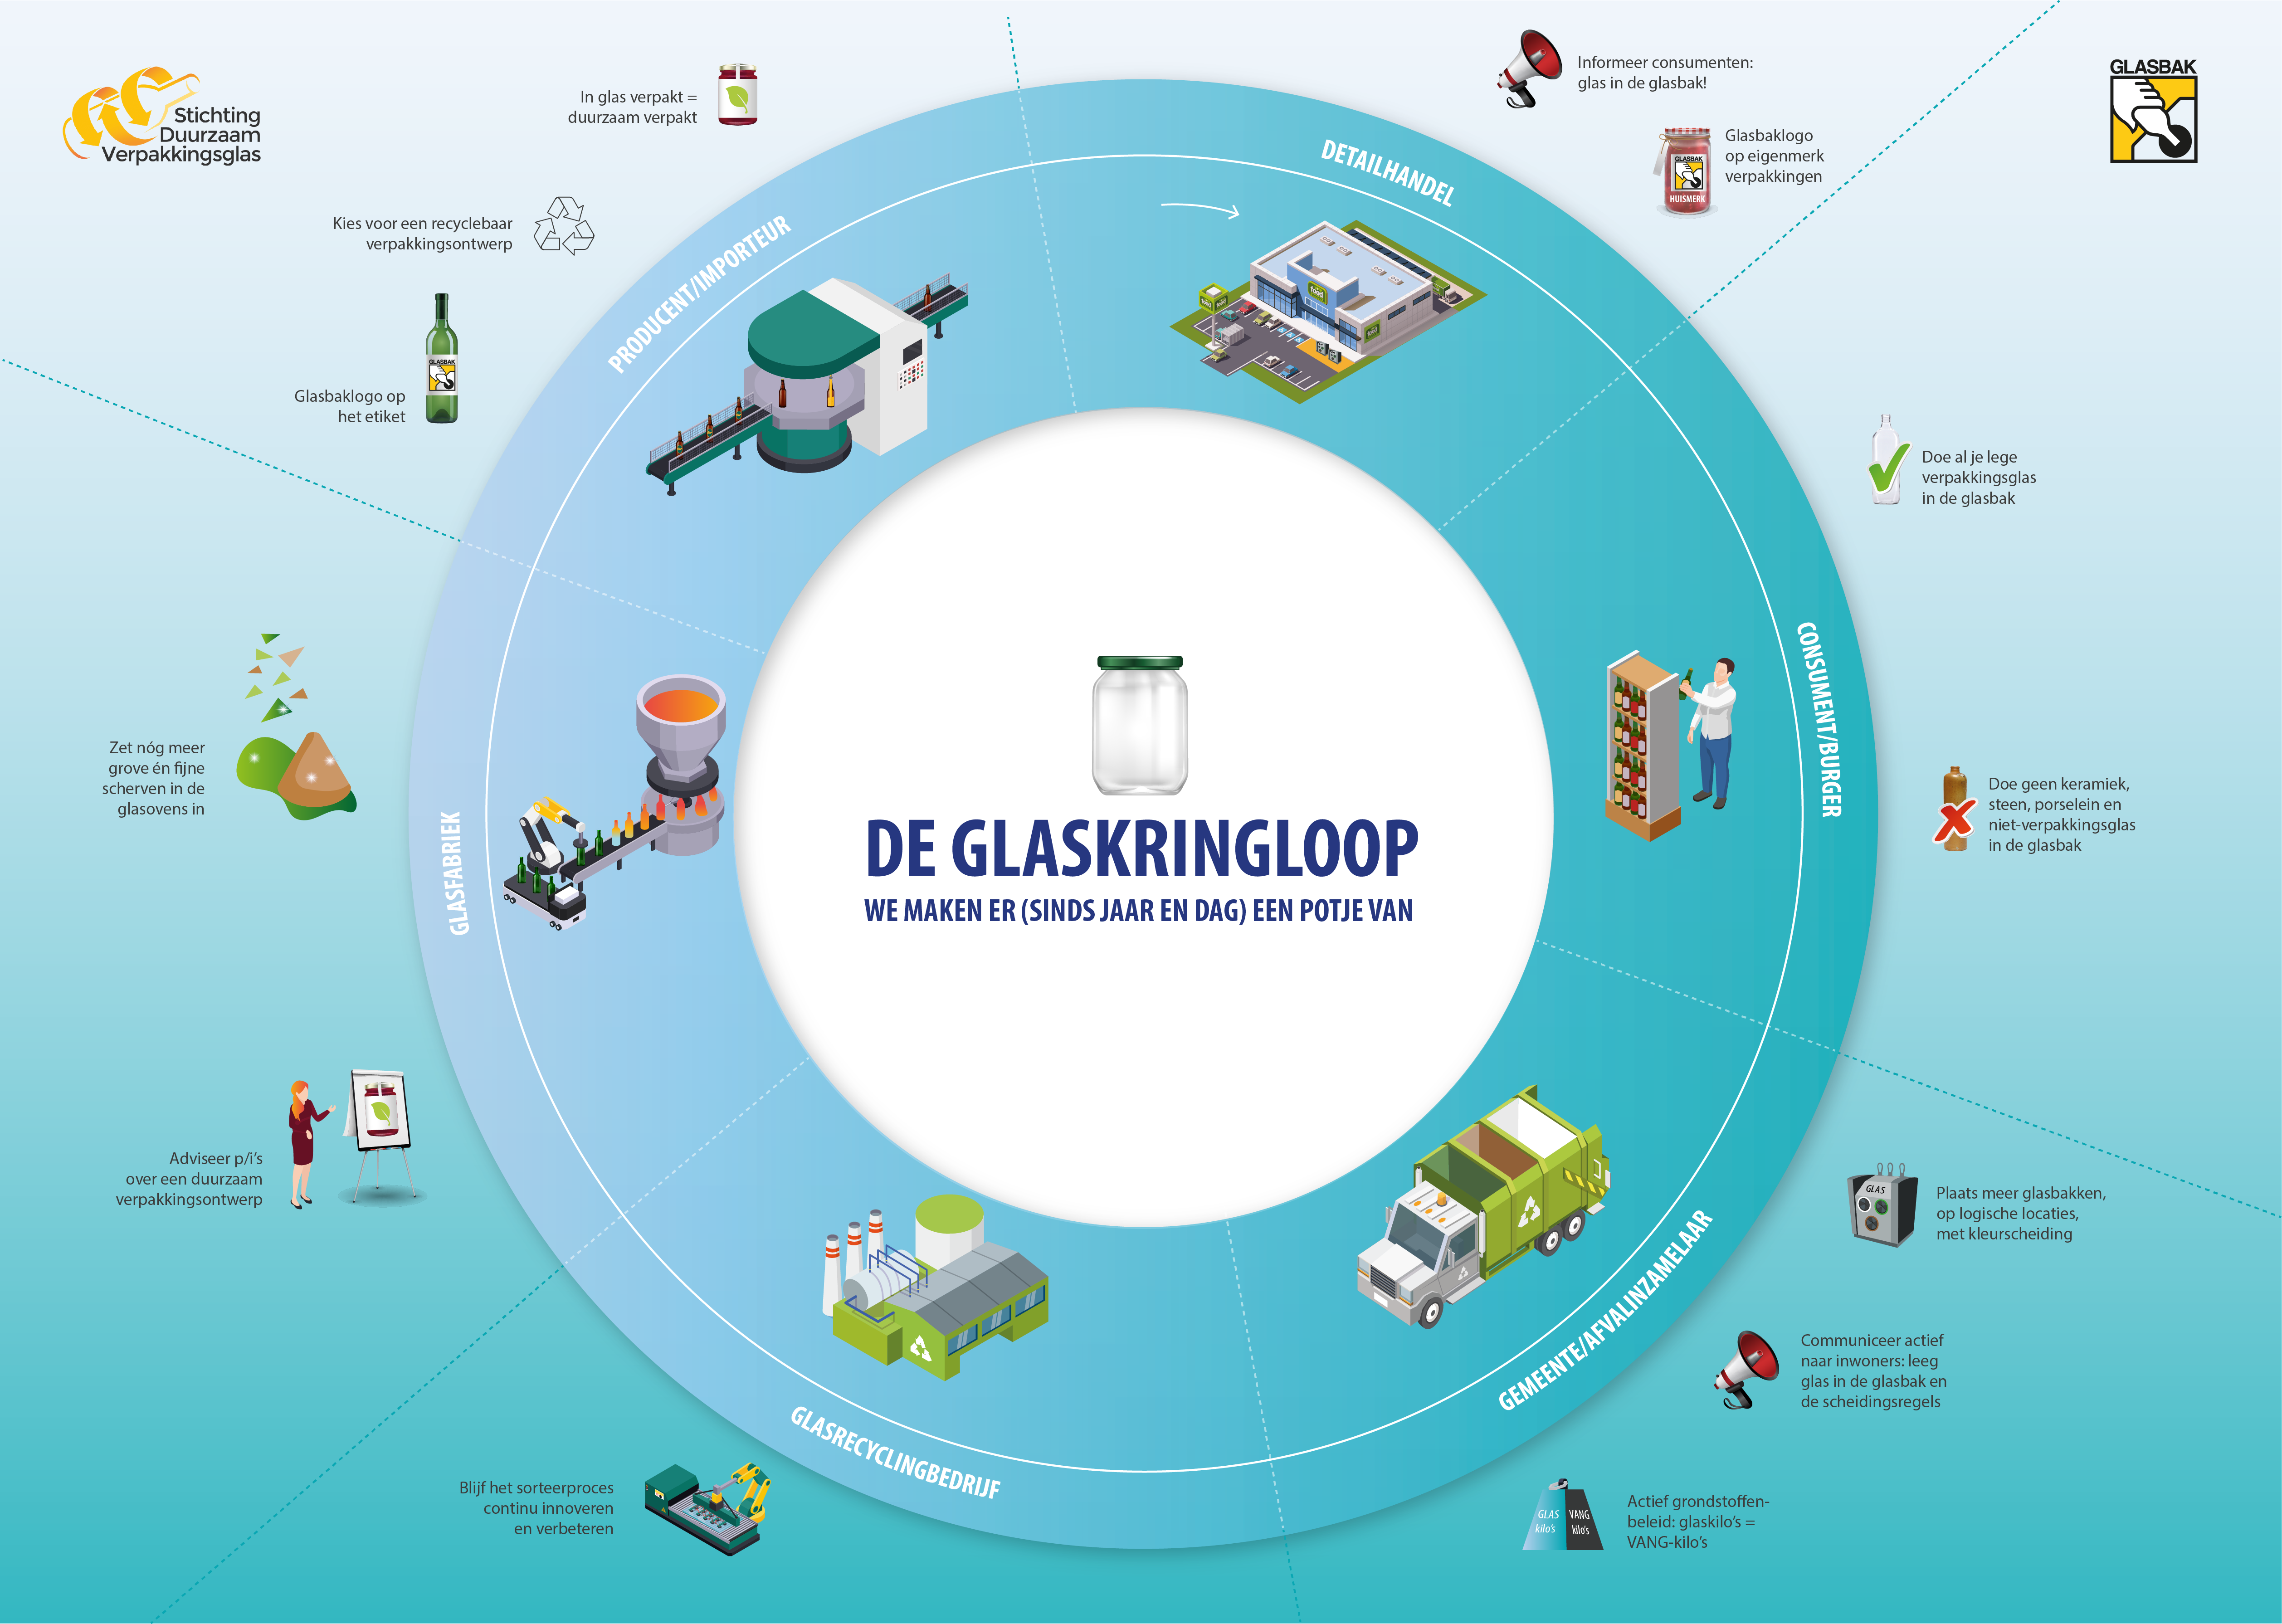 Stichting
Duurzaam
Verpakkingsglas
GLASBAK
DE GLASKRINGLOOP
WE MAKEN ER (SINDS JAAR EN DAG) EEN POTJE VAN
DETAILHANDEL
Informeer consumenten:
glas in de glasbak!
GLASBAK
HUISMERK
Glasbaklogo
op eigenmerk
verpakkingen
food
CONSUMENT/BURGER
Doe al je lege
verpakkingsglas
in de glasbak
Doe geen keramiek,
steen, porselein en
niet-verpakkingsglas
in de glasbak
GEMEENTE/AFVALINZAMELAAR
GLAS
Plaats meer glasbakken,
op logische locaties,
met kleurscheiding
Communiceer actief
naar inwoners: leeg
glas in de glasbak en
de scheidingsregels
GLAS
kilo's
VANG
kilo's
Actief grondstoffen-
beleid: glaskilo's =
VANG-kilo's
GLASRECYCLINGBEDRIJF
Blijf het sorteerproces
continu innoveren
en verbeteren
GLASFABRIEK
Adviseer p/i's
over een duurzaam
verpakkingsontwerp
Zet nóg meer
grove én fijne
scherven in de
glasovens in
PRODUCENT/IMPORTEUR
Glasbaklogo op
het etiket
GLASBAK
Kies voor een recyclebaar
verpakkingsontwerp
In glas verpakt =
duurzaam verpakt